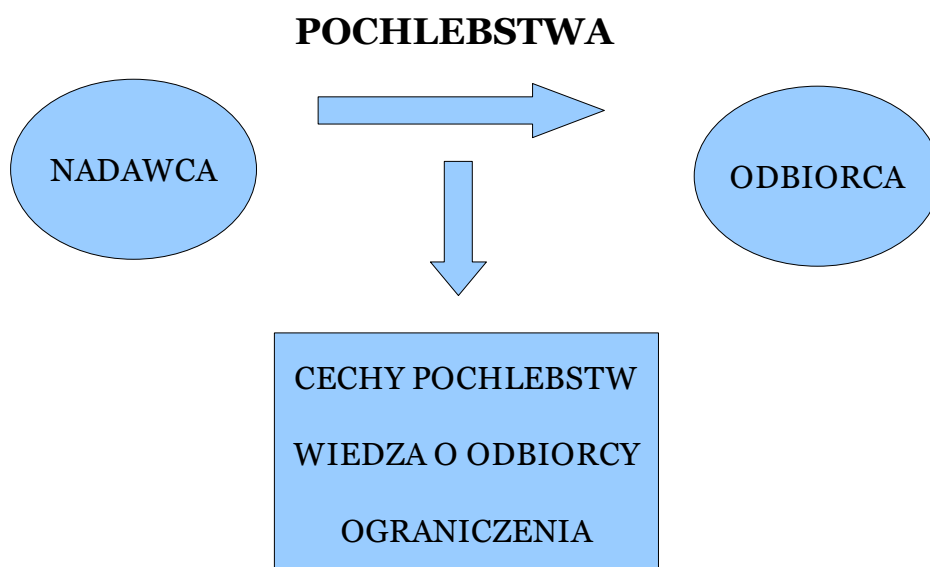 POCHLEBSTWA
NADAWCA
ODBIORCA
CECHY POCHLEBSTW
WIEDZA O ODBIORCY
OGRANICZENIA